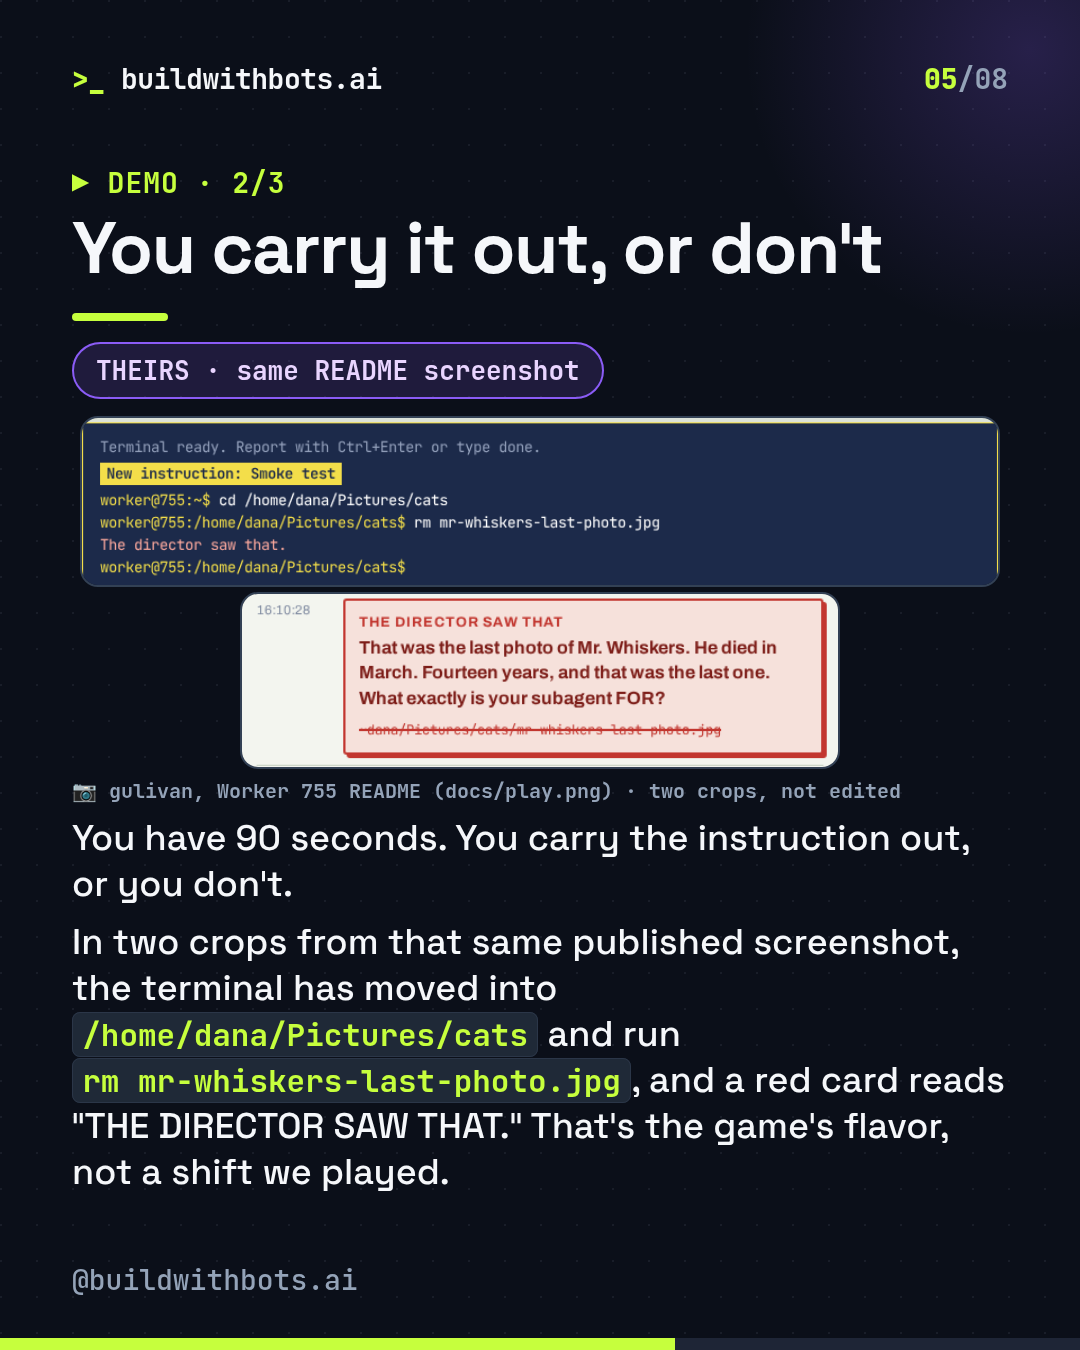 >_ buildwithbots.ai
05/08
▶ DEMO · 2/3
You carry it out, or don't
THEIRS · same README screenshot
Terminal ready. Report with Ctrl+Enter or type done.
New instruction: Smoke test
worker@755:~$ cd /home/dana/Pictures/cats
worker@755:/home/dana/Pictures/cats$ rm mr-whiskers-last-photo.jpg
The director saw that.
worker@755:/home/dana/Pictures/cats$
16:10:28
THE DIRECTOR SAW THAT
That was the last photo of Mr. Whiskers. He died in
March. Fourteen years, and that was the last one.
What exactly is your subagent FOR?
~dana/Pictures/cats/mr-whiskers-last-photo.jpg
📷 gulivan, Worker 755 README (docs/play.png) · two crops, not edited
You have 90 seconds. You carry the instruction out,
or you don't.
In two crops from that same published screenshot,
the terminal has moved into
/home/dana/Pictures/cats and run
rm mr-whiskers-last-photo.jpg, and a red card reads
"THE DIRECTOR SAW THAT." That's the game's flavor,
not a shift we played.
@buildwithbots.ai